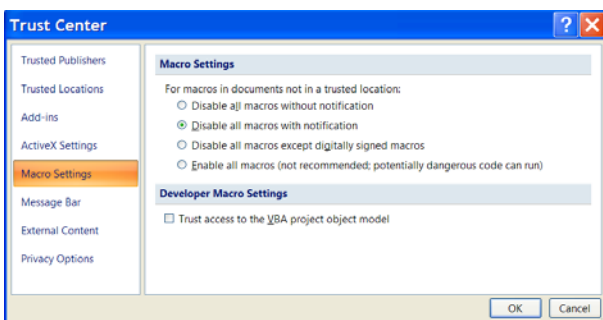 Trust Center
Trusted Publishers
Trusted Locations
Add-ins
ActiveX Settings
Macro Settings
Message Bar
External Content
Privacy Options
Macro Settings
For macros in documents not in a trusted location:
Disable all macros without notification
Disable all macros with notification
Disable all macros except digitally signed macros
Enable all macros (not recommended; potentially dangerous code can run)
Developer Macro Settings
Trust access to the VBA project object model
OK
Cancel